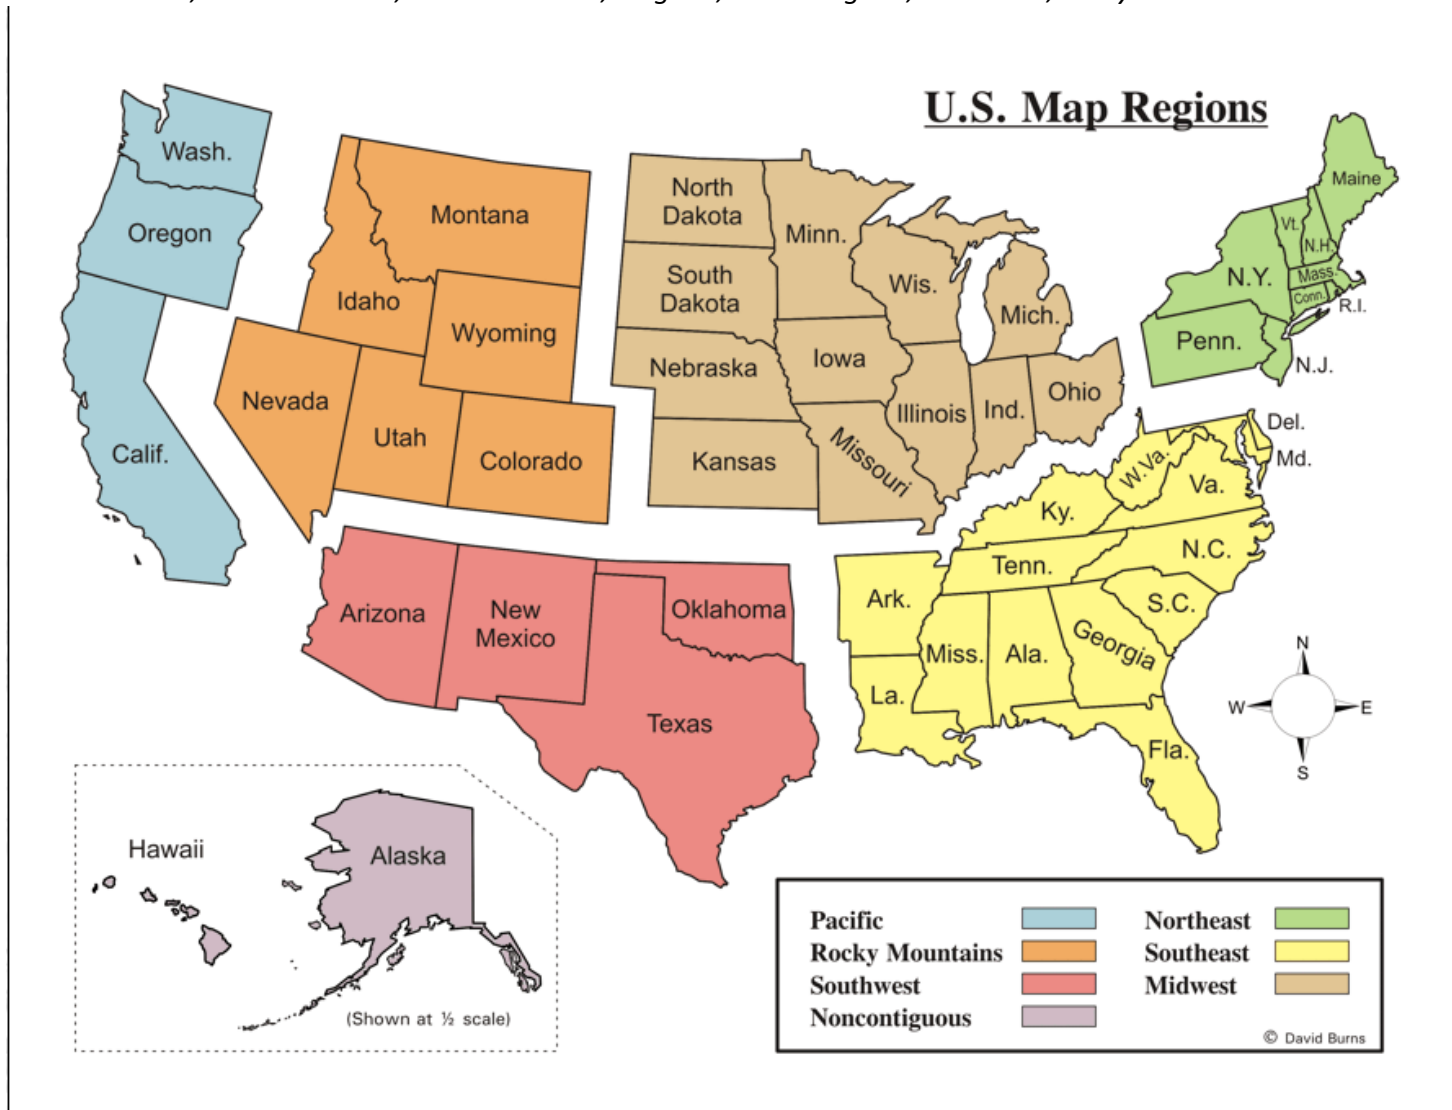 U.S. Map Regions
Wash.
Oregon
Calif.
Montana
Idaho
Wyoming
Nevada
Utah
Colorado
North
Dakota
South
Dakota
Nebraska
Kansas
Minn.
Iowa
Missouri
Wis.
Illinois
Mich.
Ind.
Ohio
Maine
Vt.
N.H.
N.Y.
Mass.
Conn.
R.I.
Penn.
N.J.
Del.
Md.
W.Va.
Va.
Ky.
Tenn.
N.C.
S.C.
Ark.
Miss.
Ala.
Georgia
La.
Fla.
Arizona
New
Mexico
Oklahoma
Texas
N
W
E
S
Hawaii
Alaska
(Shown at ½ scale)
Pacific
Rocky Mountains
Southwest
Noncontiguous
Northeast
Southeast
Midwest
© David Burns